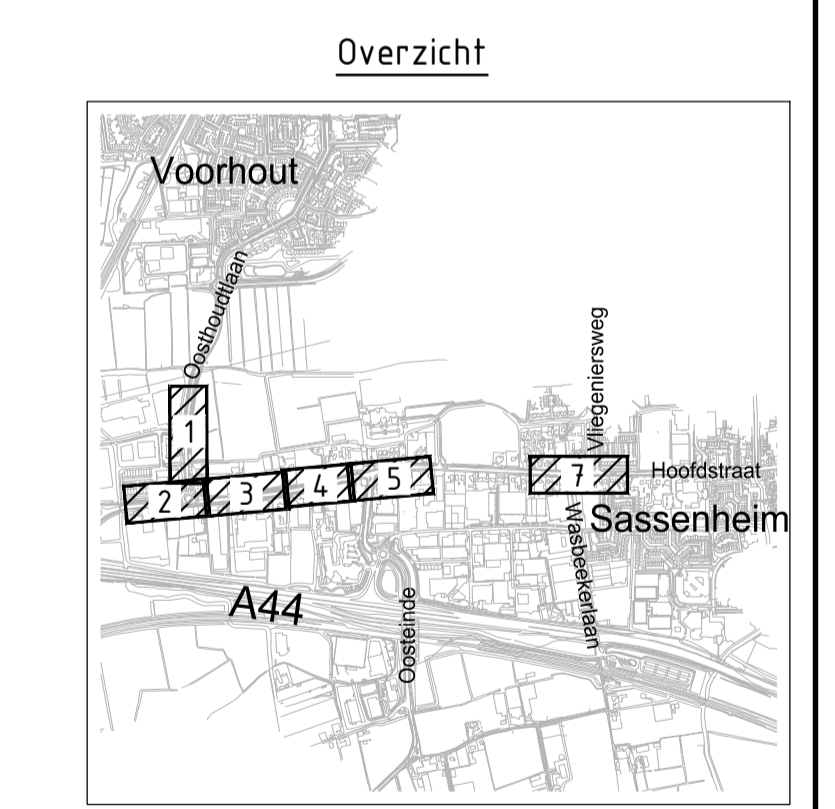 Overzicht
Voorhout
Oosthoudtlaan
Vliegeniersweg
1
2
3
4
5
7
Hoofdstraat
Sassenheim
Wasbeekerlaan
A44
Oosteinde